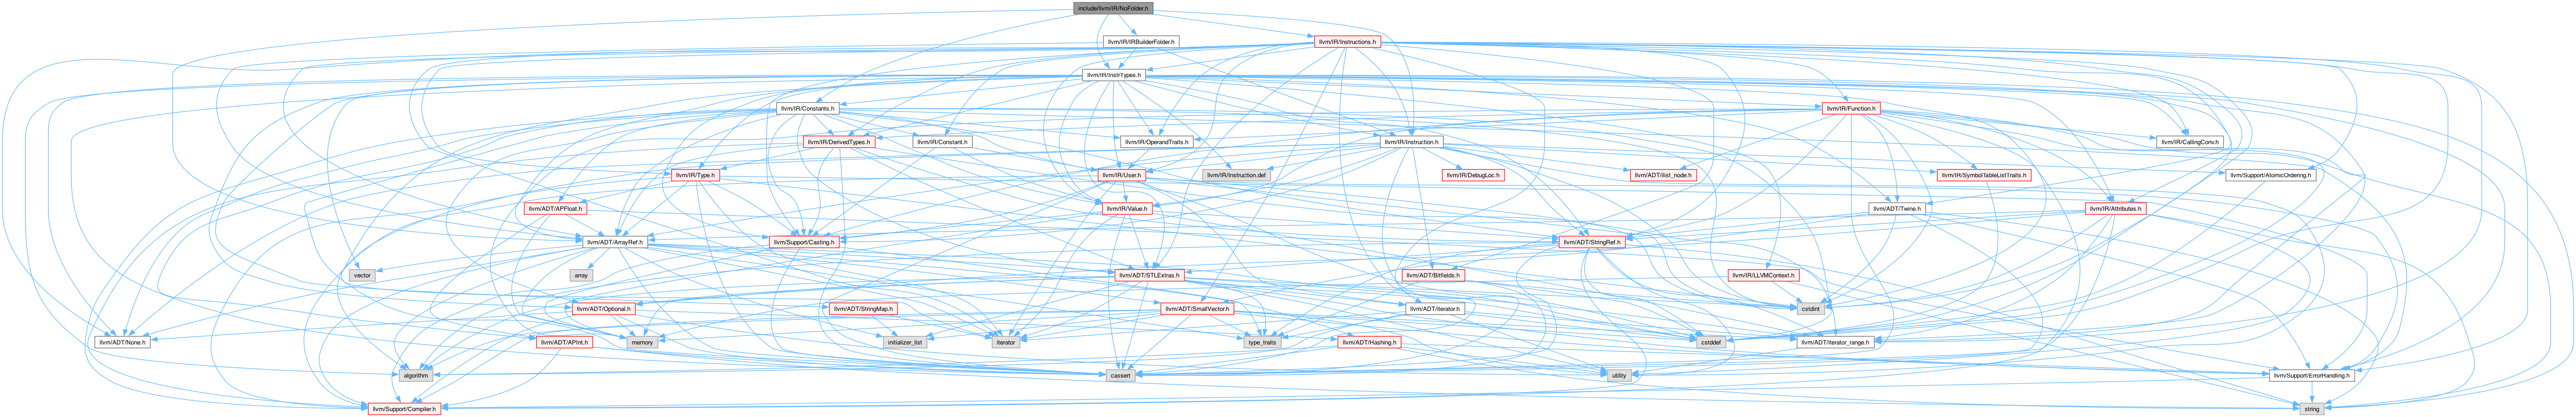 include/llvm/IR/NoFolder.h
llvm/IR/IRBuilderFolder.h
llvm/IR/Instructions.h
llvm/IR/InstrTypes.h
llvm/IR/Constants.h
llvm/IR/Function.h
llvm/IR/DerivedTypes.h
llvm/IR/Constant.h
llvm/IR/OperandTraits.h
llvm/IR/Instruction.h
llvm/IR/CallingConv.h
llvm/IR/Type.h
llvm/IR/User.h
llvm/IR/Instruction.def
llvm/IR/DebugLoc.h
llvm/ADT/ilist_node.h
llvm/IR/SymbolTableListTraits.h
llvm/Support/AtomicOrdering.h
llvm/ADT/APFloat.h
llvm/IR/Value.h
llvm/ADT/Twine.h
llvm/IR/Attributes.h
llvm/ADT/ArrayRef.h
llvm/Support/Casting.h
llvm/ADT/StringRef.h
vector
array
llvm/ADT/STLExtras.h
llvm/ADT/Bitfields.h
llvm/IR/LLVMContext.h
llvm/ADT/Optional.h
llvm/ADT/StringMap.h
llvm/ADT/SmallVector.h
llvm/ADT/iterator.h
cstdint
llvm/ADT/None.h
llvm/ADT/APInt.h
memory
initializer_list
iterator
type_traits
llvm/ADT/Hashing.h
cstddef
llvm/ADT/iterator_range.h
algorithm
cassert
utility
llvm/Support/ErrorHandling.h
llvm/Support/Compiler.h
string